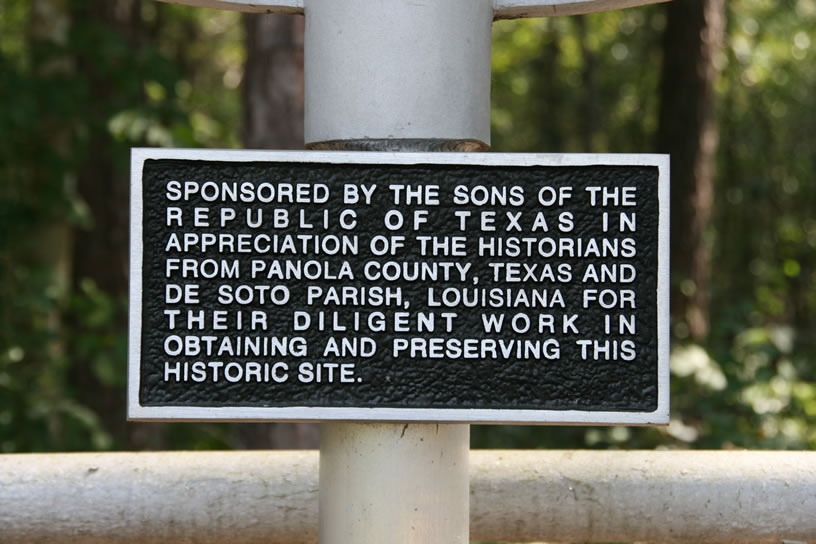 SPONSORED BY THE SONS OF THE
REPUBLIC OF TEXAS IN
APPRECIATION OF THE HISTORIANS
FROM PANOLA COUNTY, TEXAS AND
DE SOTO PARISH, LOUISIANA FOR
THEIR DILIGENT WORK IN
OBTAINING AND PRESERVING THIS
HISTORIC SITE.